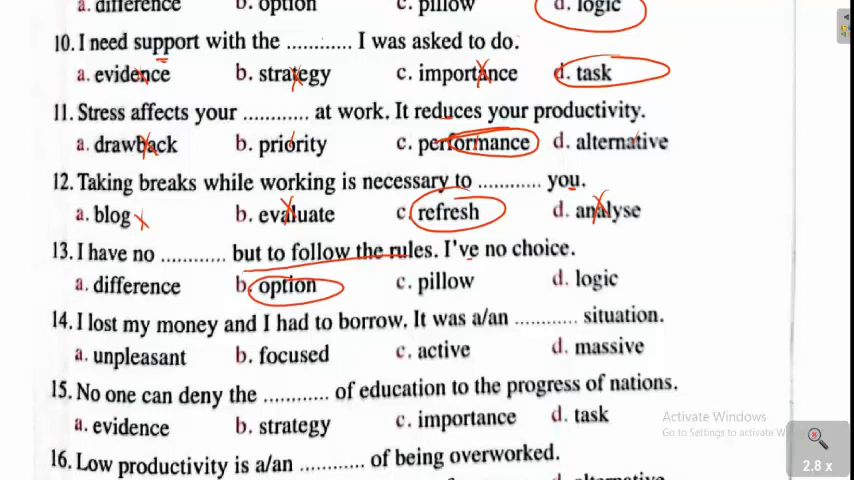 a. difference b. option c. pillow d. logic
10. I need support with the ............ I was asked to do.
a. evidence b. strategy c. importance d. task
11. Stress affects your ............ at work. It reduces your productivity.
a. drawback b. priority c. performance d. alternative
12. Taking breaks while working is necessary to ............ you.
a. blog b. evaluate c. refresh d. analyse
13. I have no ............ but to follow the rules. I've no choice.
a. difference b. option c. pillow d. logic
14. I lost my money and I had to borrow. It was a/an ............ situation.
a. unpleasant b. focused c. active d. massive
15. No one can deny the ............ of education to the progress of nations.
a. evidence b. strategy c. importance d. task
Activate Windows
Go to Settings to activate W
16. Low productivity is a/an ............ of being overworked.
d. alternative
2.8 x